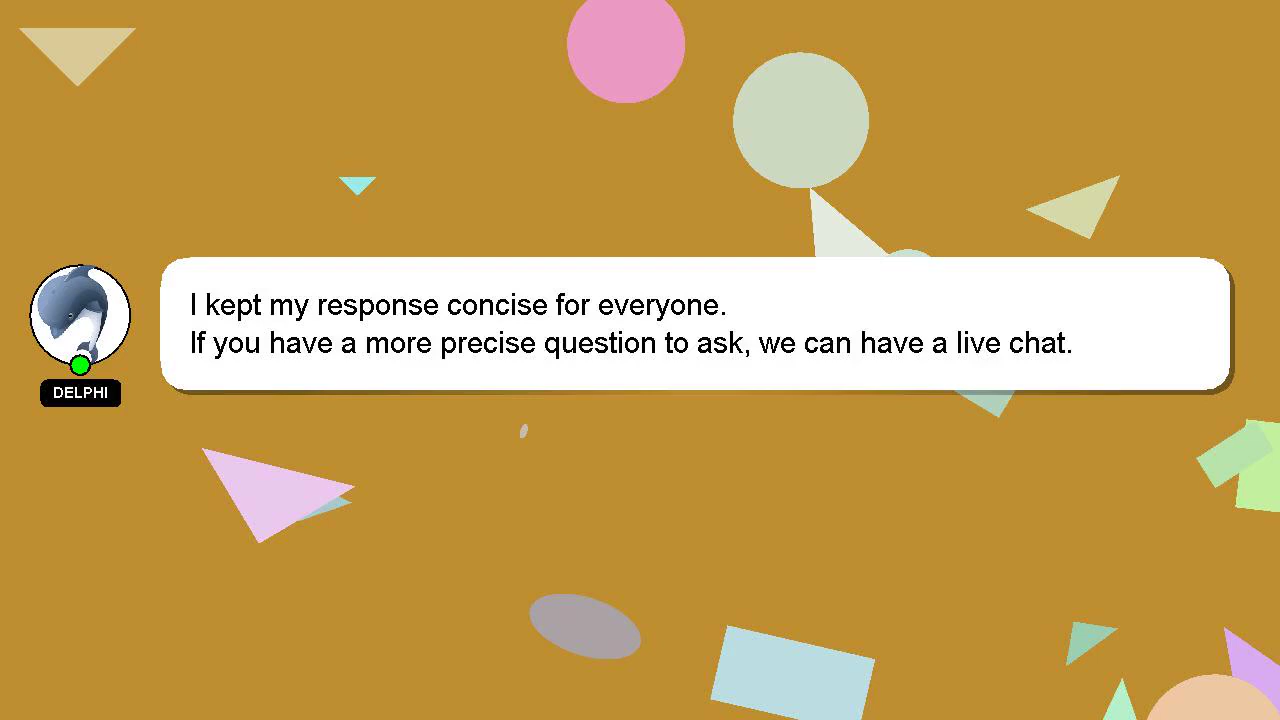 I kept my response concise for everyone.
If you have a more precise question to ask, we can have a live chat.
DELPHI